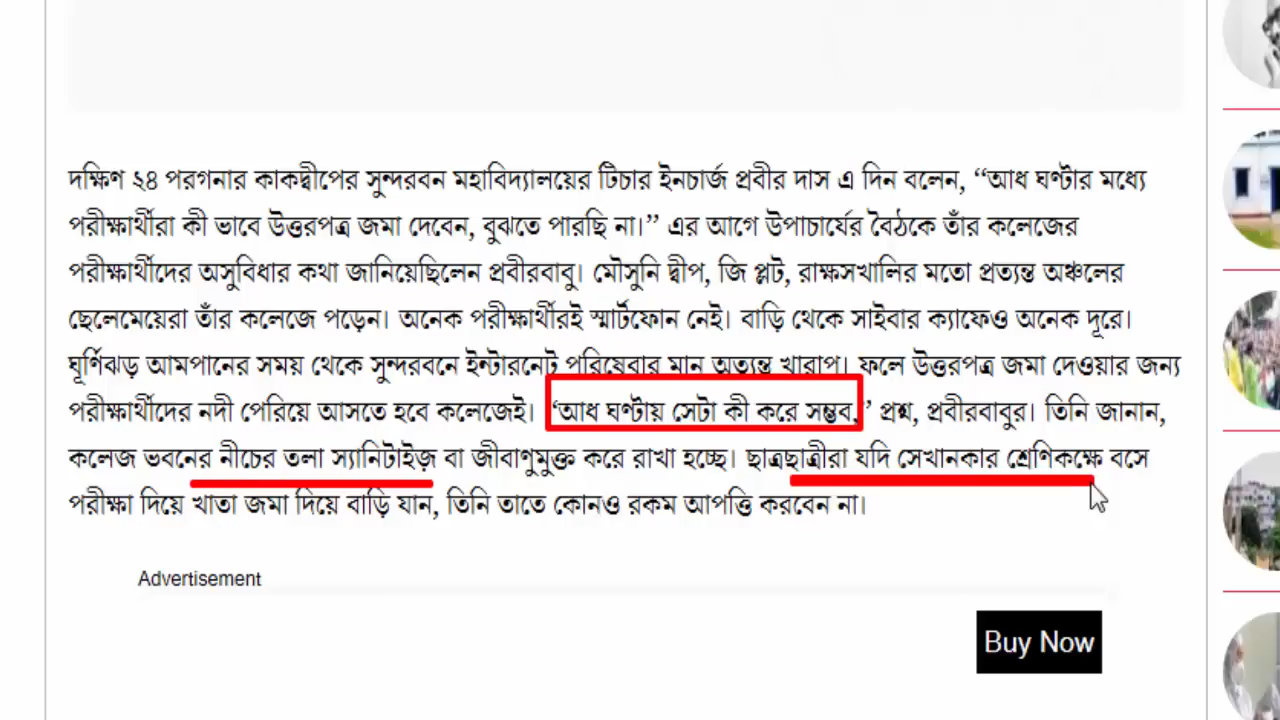 দক্ষিণ ২৪ পরগনার কাকদ্বীপের সুন্দরবন মহাবিদ্যালয়ের টিচার ইনচার্জ প্রবীর দাস এ দিন বলেন, ‘‘আধ ঘণ্টার মধ্যে
পরীক্ষার্থীরা কী ভাবে উত্তরপত্র জমা দেবেন, বুঝতে পারছি না।’’ এর আগে উপাচার্যের বৈঠকে তাঁর কলেজের
পরীক্ষার্থীদের অসুবিধার কথা জানিয়েছিলেন প্রবীরবাবু। মৌসুনি দ্বীপ, জি প্লট, রাক্ষসখালির মতো প্রত্যন্ত অঞ্চলের
ছেলেমেয়েরা তাঁর কলেজে পড়েন। অনেক পরীক্ষার্থীরই স্মার্টফোন নেই। বাড়ি থেকে সাইবার ক্যাফেও অনেক দূরে।
ঘূর্ণিঝড় আমপানের সময় থেকে সুন্দরবনে ইন্টারনেট পরিষেবার মান অত্যন্ত খারাপ। ফলে উত্তরপত্র জমা দেওয়ার জন্য
পরীক্ষার্থীদের নদী পেরিয়ে আসতে হবে কলেজেই। ‘আধ ঘণ্টায় সেটা কী করে সম্ভব,’ প্রশ্ন, প্রবীরবাবুর। তিনি জানান,
কলেজ ভবনের নীচের তলা স্যানিটাইজ় বা জীবাণুমুক্ত করে রাখা হচ্ছে। ছাত্রছাত্রীরা যদি সেখানকার শ্রেণিকক্ষে বসে
পরীক্ষা দিয়ে খাতা জমা দিয়ে বাড়ি যান, তিনি তাতে কোনও রকম আপত্তি করবেন না।
Advertisement
Buy Now